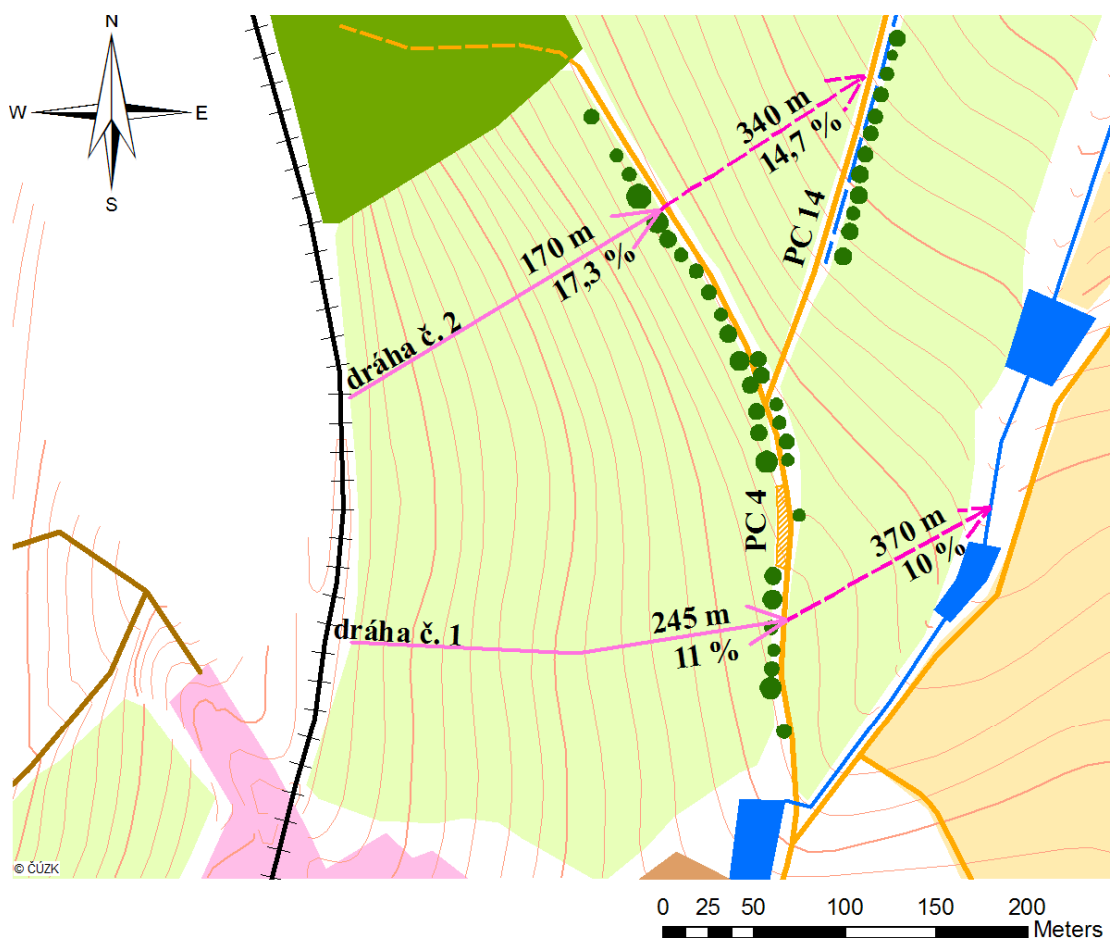 N
W
E
S
340 m
14,7 %
PC 14
170 m
17,3 %
dráha č. 2
PC 4
370 m
10 %
245 m
11 %
dráha č. 1
© ČÚZK
0 25 50 100 150 200
Meters